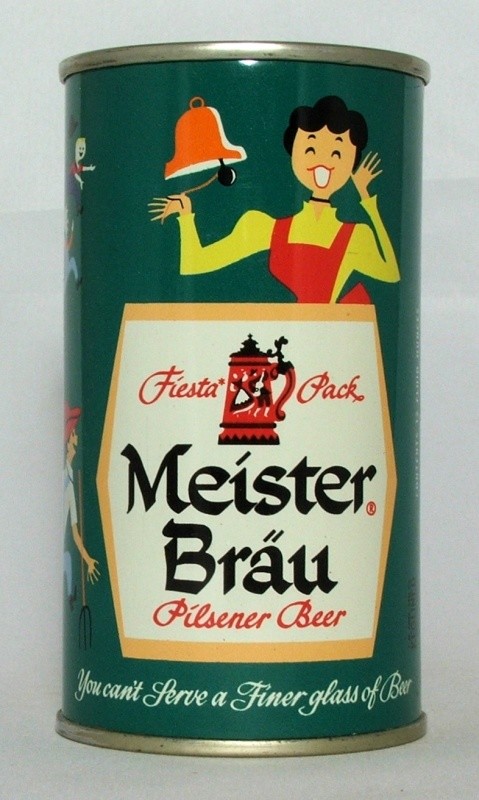 Fiesta* Pack
Meister®
Bräu
Pilsener Beer
You can't Serve a Finer glass of Beer